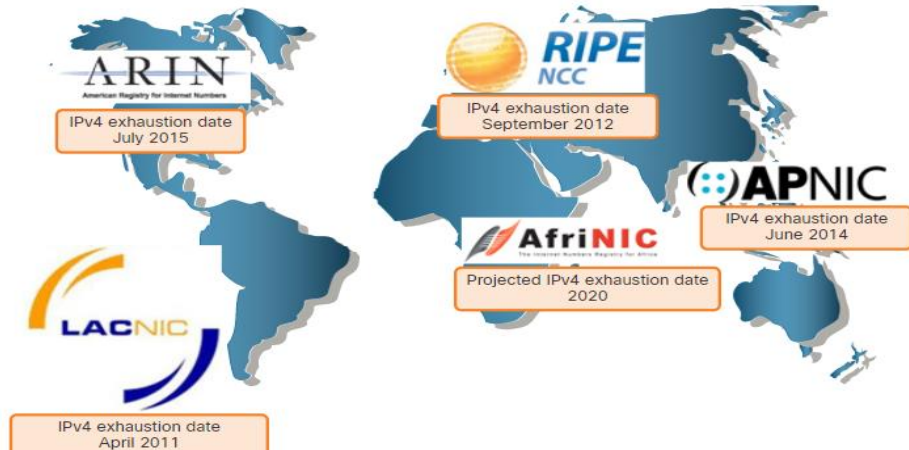 ARIN
American Registry for Internet Numbers
IPv4 exhaustion date
July 2015
RIPE
NCC
IPv4 exhaustion date
September 2012
APNIC
IPv4 exhaustion date
June 2014
AfriNIC
The Internet Numbers Registry for Africa
Projected IPv4 exhaustion date
2020
LACNIC
IPv4 exhaustion date
April 2011